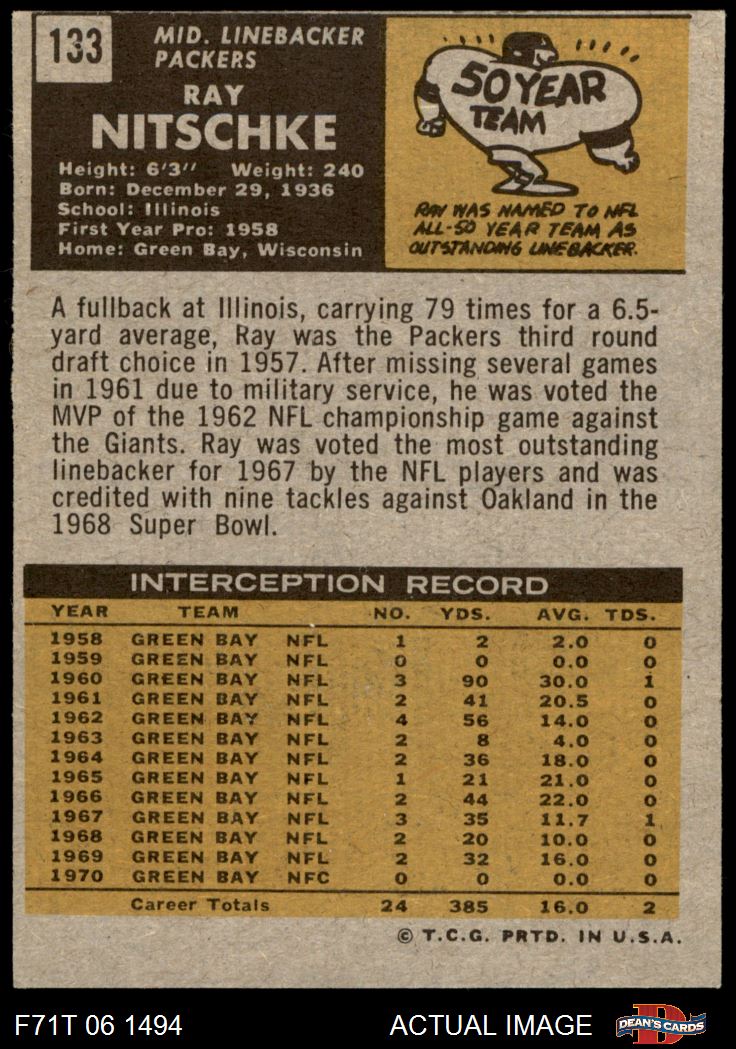 133
MID. LINEBACKER
PACKERS
RAY
NITSCHKE
Height: 6'3" Weight: 240
Born: December 29, 1936
School: Illinois
First Year Pro: 1958
Home: Green Bay, Wisconsin
50 YEAR
TEAM
RAY WAS NAMED TO NFL
ALL-50 YEAR TEAM AS
OUTSTANDING LINEBACKER.
A fullback at Illinois, carrying 79 times for a 6.5-
yard average, Ray was the Packers third round
draft choice in 1957. After missing several games
in 1961 due to military service, he was voted the
MVP of the 1962 NFL championship game against
the Giants. Ray was voted the most outstanding
linebacker for 1967 by the NFL players and was
credited with nine tackles against Oakland in the
1968 Super Bowl.
INTERCEPTION RECORD
YEAR TEAM NO. YDS. AVG. TDS.
1958 GREEN BAY NFL 1 2 2.0 0
1959 GREEN BAY NFL 0 0 0.0 0
1960 GREEN BAY NFL 3 90 30.0 1
1961 GREEN BAY NFL 2 41 20.5 0
1962 GREEN BAY NFL 4 56 14.0 0
1963 GREEN BAY NFL 2 8 4.0 0
1964 GREEN BAY NFL 2 36 18.0 0
1965 GREEN BAY NFL 1 21 21.0 0
1966 GREEN BAY NFL 2 44 22.0 0
1967 GREEN BAY NFL 3 35 11.7 1
1968 GREEN BAY NFL 2 20 10.0 0
1969 GREEN BAY NFL 2 32 16.0 0
1970 GREEN BAY NFC 0 0 0.0 0
Career Totals 24 385 16.0 2
© T.C.G. PRTD. IN U.S.A.
F71T 06 1494 ACTUAL IMAGE
D
DEAN'S CARDS